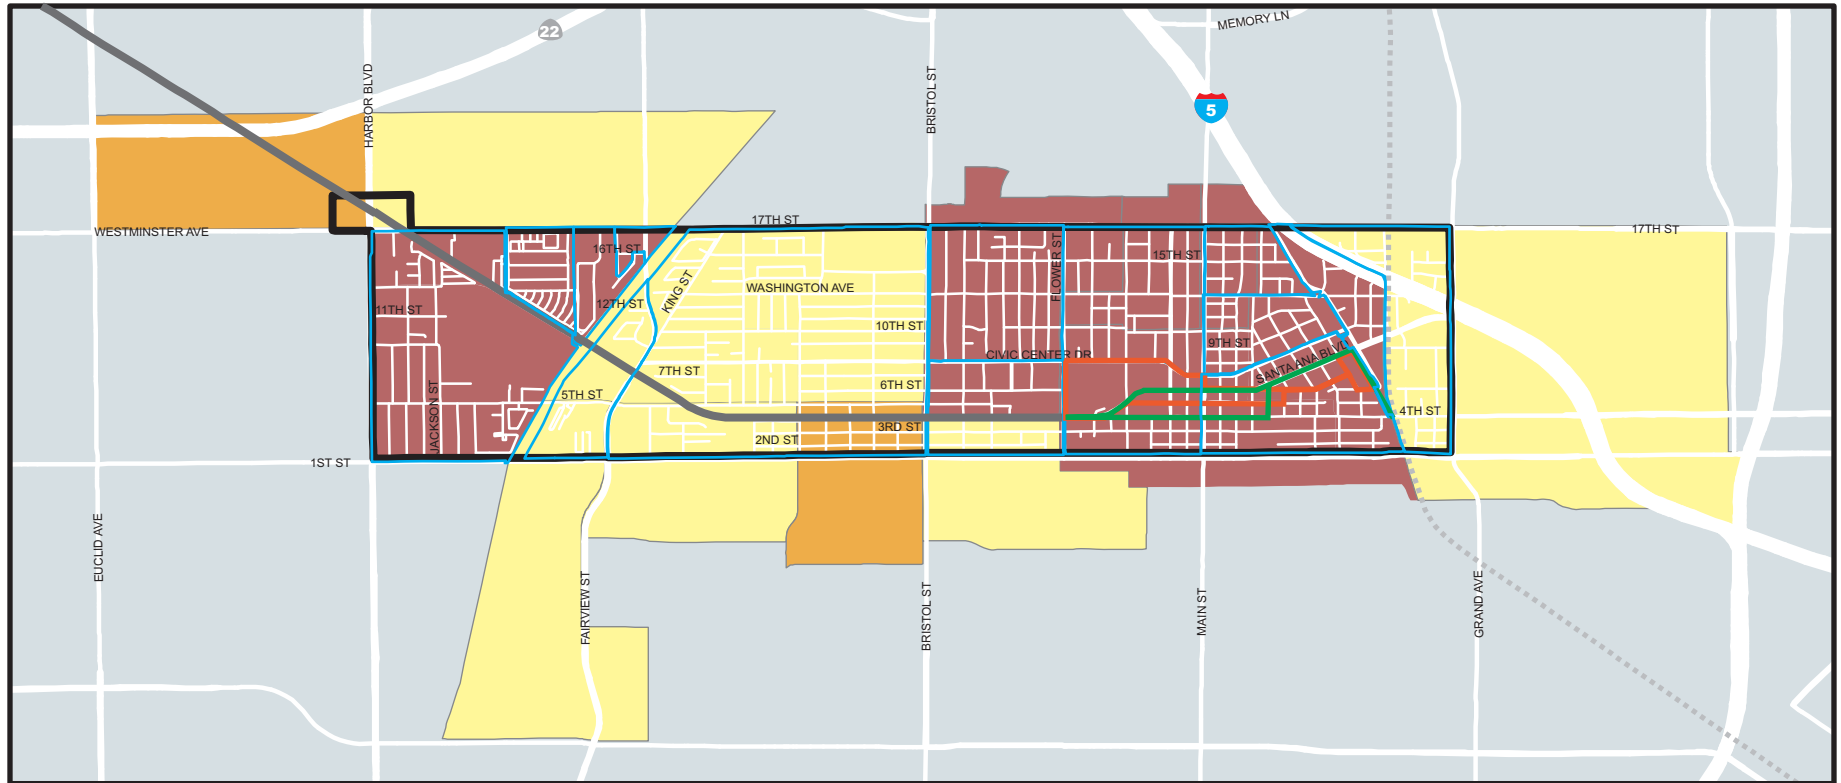 MEMORY LN
22
HARBOR BLVD
BRISTOL ST
5
17TH ST
WESTMINSTER AVE
17TH ST
16TH ST
FLOWER ST
15TH ST
KING ST
WASHINGTON AVE
12TH ST
11TH ST
10TH ST
9TH ST
CIVIC CENTER DR
SANTA ANA BLVD
7TH ST
6TH ST
5TH ST
JACKSON ST
4TH ST
3RD ST
2ND ST
1ST ST
EUCLID AVE
FAIRVIEW ST
BRISTOL ST
MAIN ST
GRAND AVE